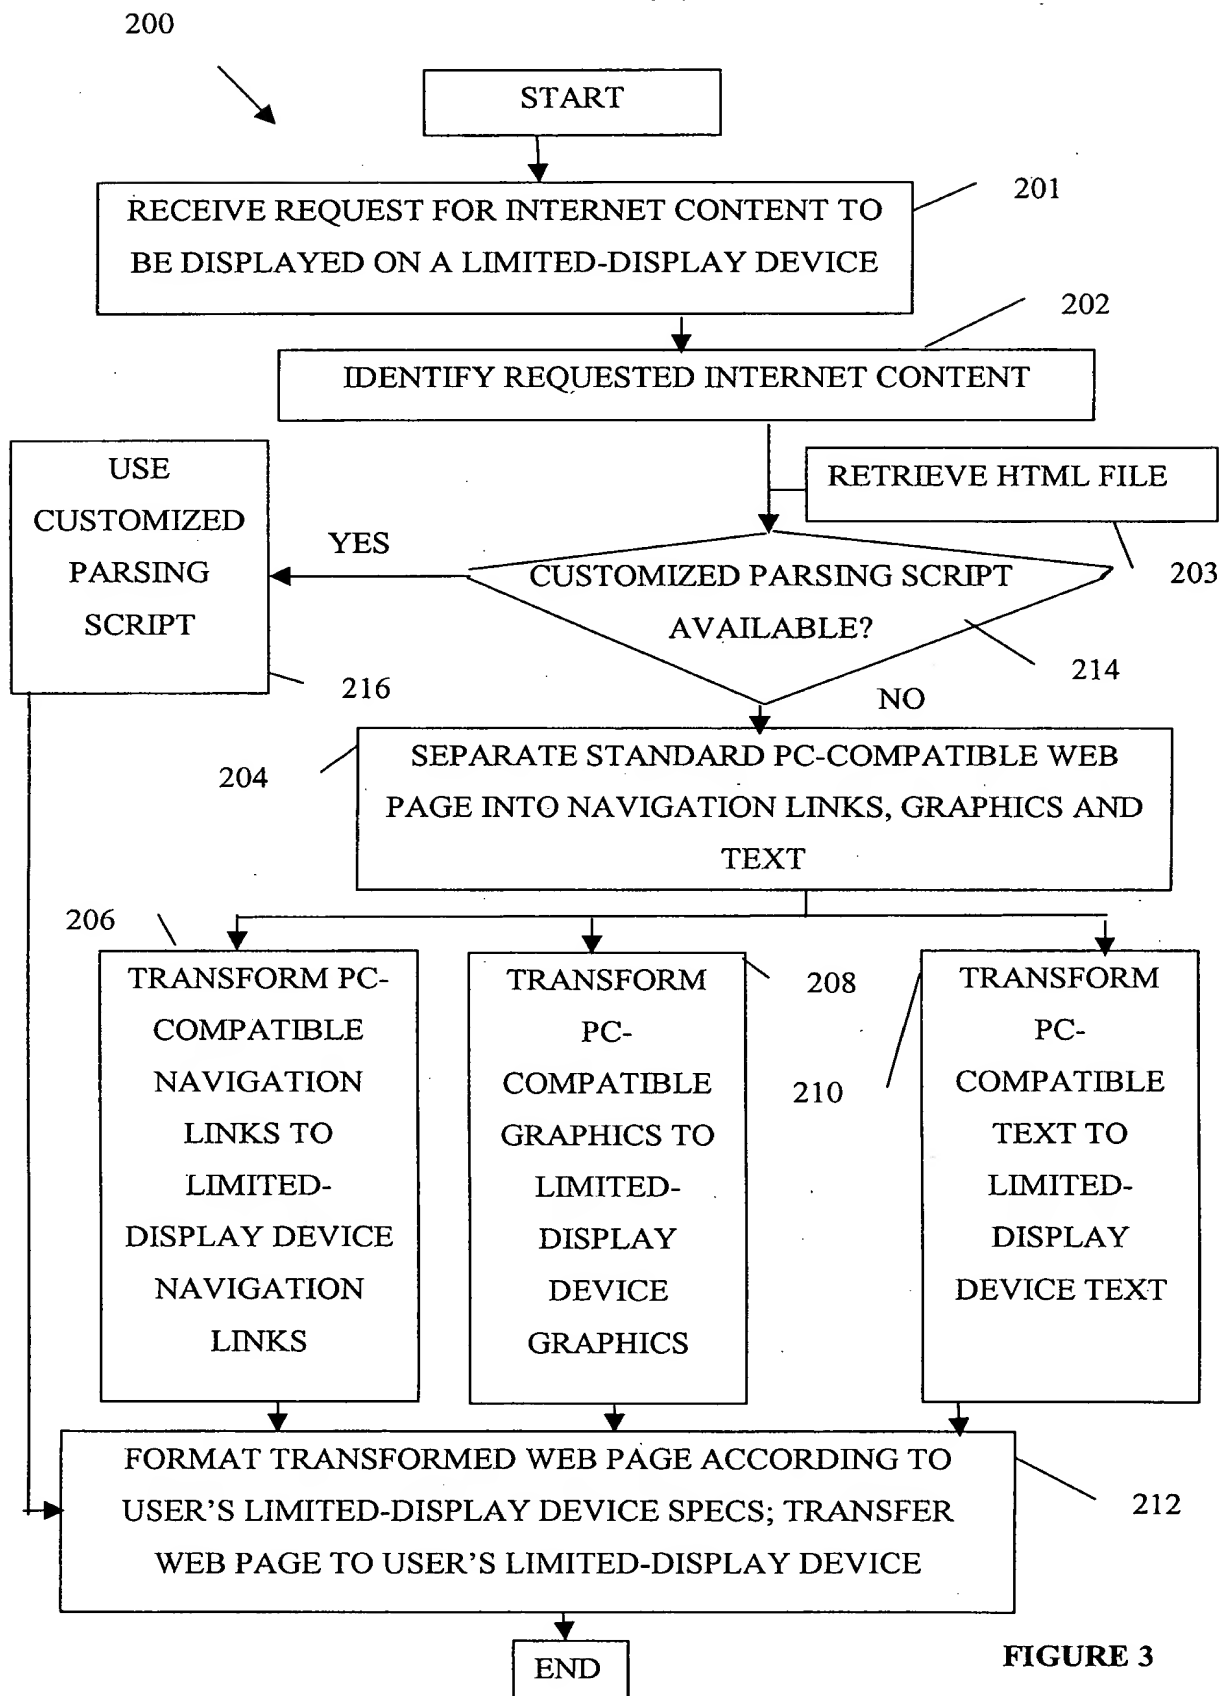 200
START
201
RECEIVE REQUEST FOR INTERNET CONTENT TO
BE DISPLAYED ON A LIMITED-DISPLAY DEVICE
202
IDENTIFY REQUESTED INTERNET CONTENT
RETRIEVE HTML FILE
203
USE
CUSTOMIZED
PARSING
SCRIPT
216
YES
CUSTOMIZED PARSING SCRIPT
AVAILABLE?
214
NO
204
SEPARATE STANDARD PC-COMPATIBLE WEB
PAGE INTO NAVIGATION LINKS, GRAPHICS AND
TEXT
206
TRANSFORM PC-
COMPATIBLE
NAVIGATION
LINKS TO
LIMITED-
DISPLAY DEVICE
NAVIGATION
LINKS
208
TRANSFORM
PC-
COMPATIBLE
GRAPHICS TO
LIMITED-
DISPLAY
DEVICE
GRAPHICS
210
TRANSFORM
PC-
COMPATIBLE
TEXT TO
LIMITED-
DISPLAY
DEVICE TEXT
FORMAT TRANSFORMED WEB PAGE ACCORDING TO
USER'S LIMITED-DISPLAY DEVICE SPECS; TRANSFER
WEB PAGE TO USER'S LIMITED-DISPLAY DEVICE
212
END
FIGURE 3